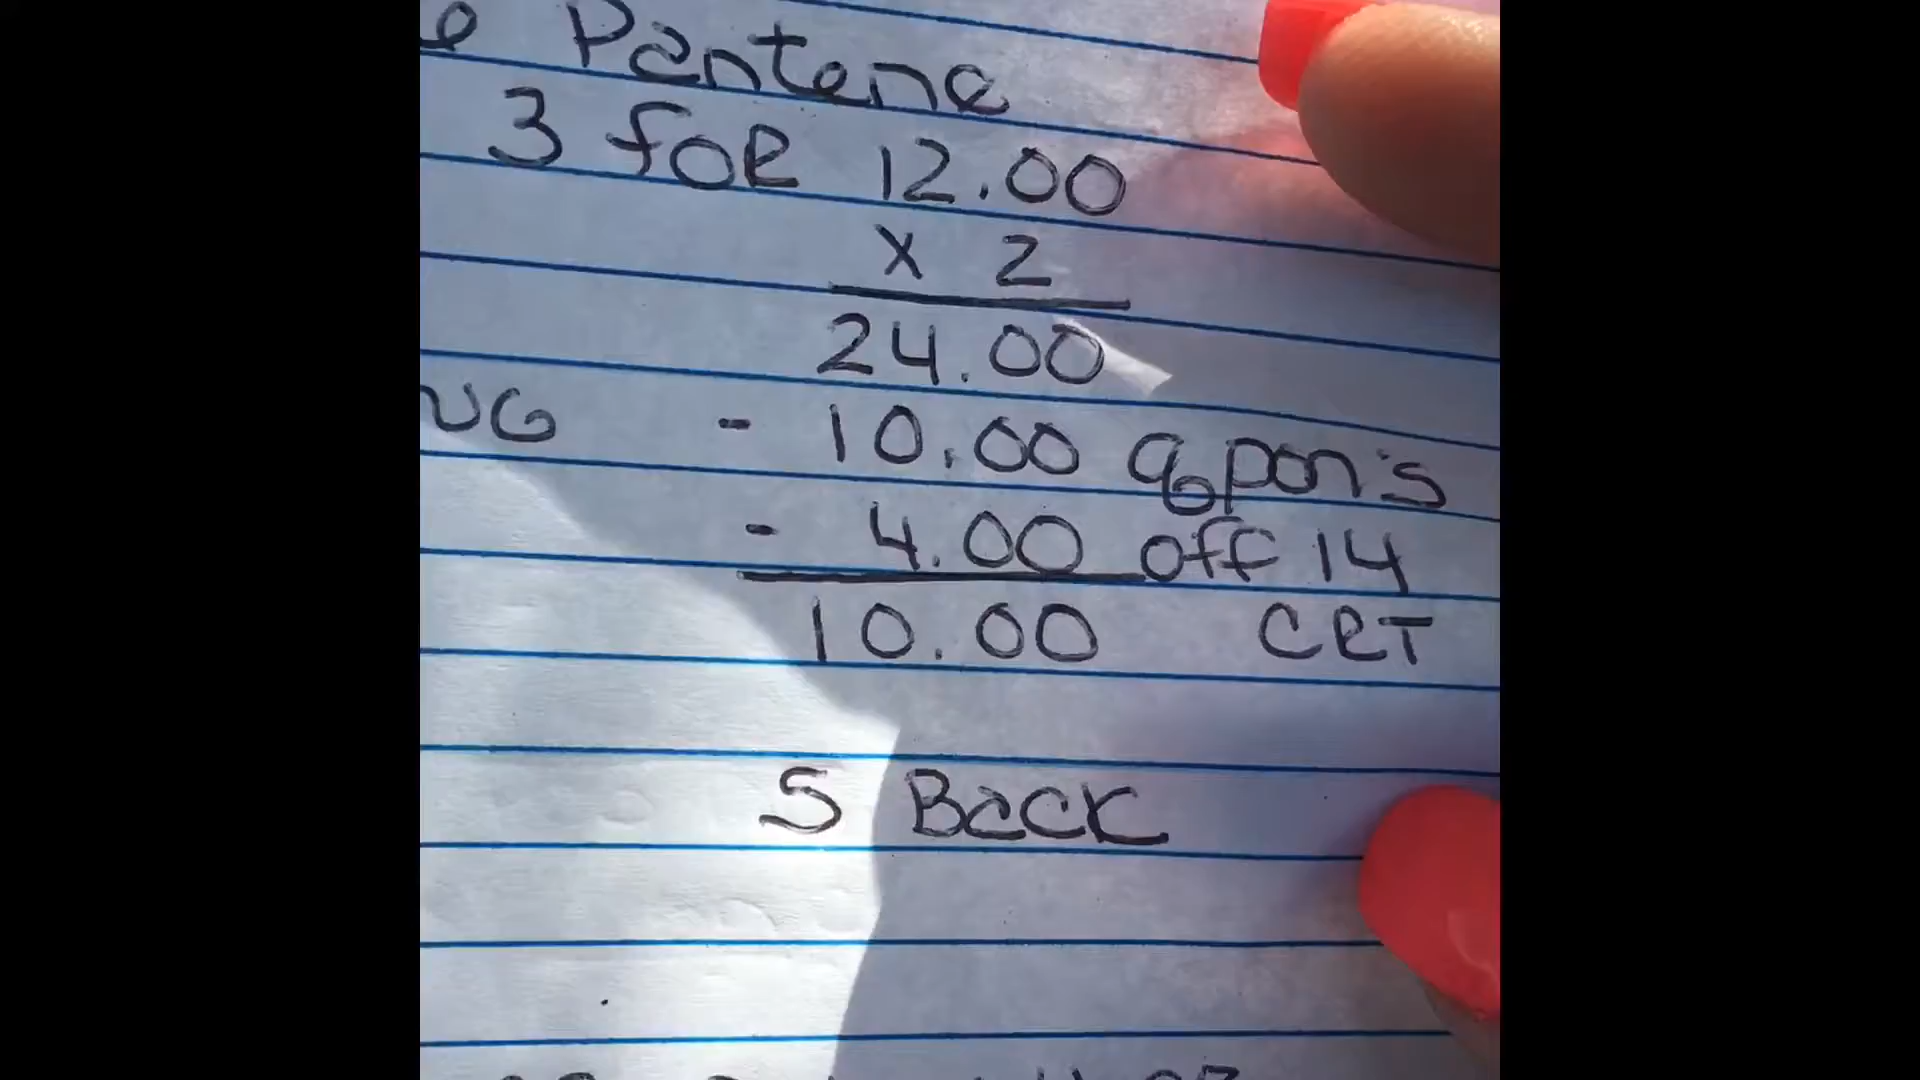 Pantene
3 FOR 12.00
X 2
24.00
- 10.00 qpon's
- 4.00 off 14
10.00 CRT
5 Back